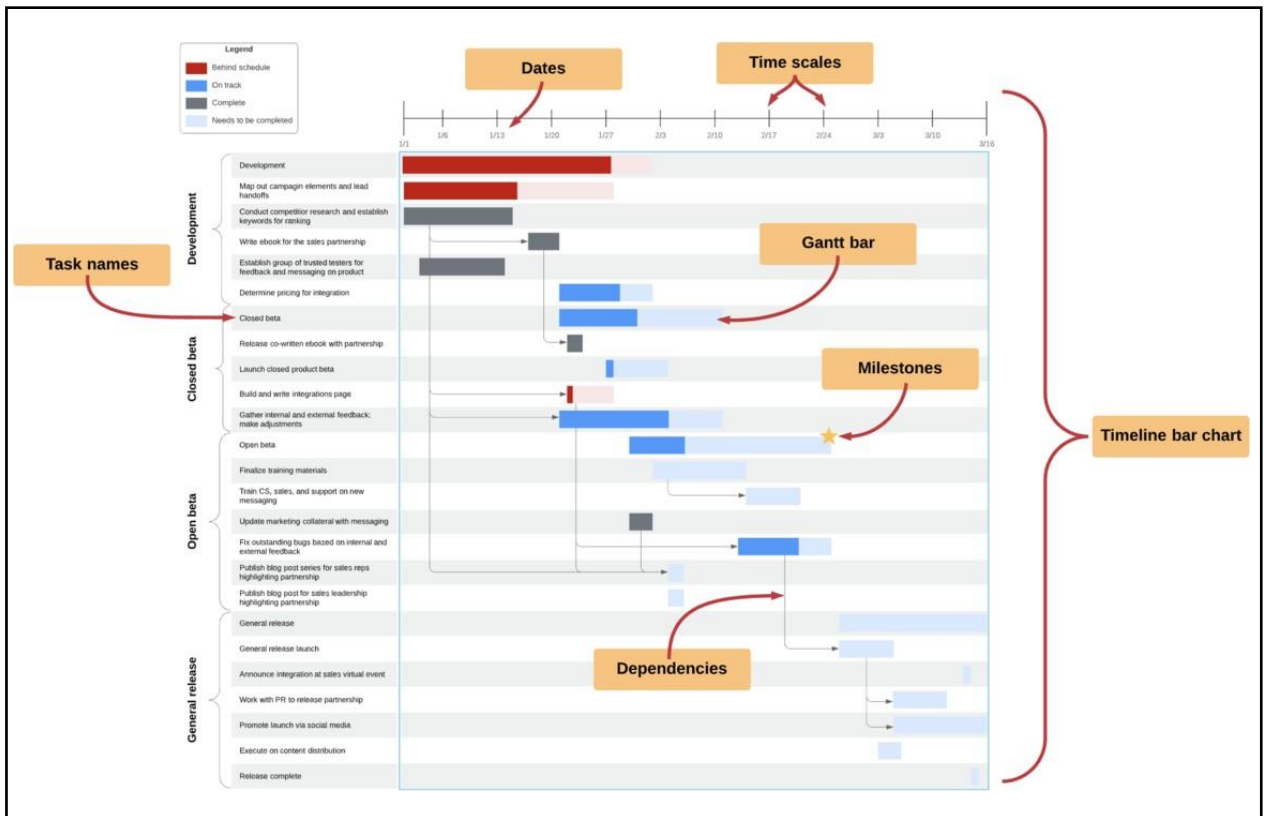 Legend
Behind schedule
On track
Complete
Needs to be completed
Dates
Time scales
1/1
1/6
1/13
1/20
1/27
2/3
2/10
2/17
2/24
3/3
3/10
3/16
Development
Development
Map out campagin elements and lead
handoffs
Conduct competitior research and establish
keywords for ranking
Write ebook for the sales partnership
Establish group of trusted testers for
feedback and messaging on product
Determine pricing for integration
Task names
Gantt bar
Closed beta
Closed beta
Release co-written ebook with partnership
Launch closed product beta
Build and write integrations page
Gather internal and external feedback;
make adjustments
Milestones
Timeline bar chart
Open beta
Open beta
Finalize training materials
Train CS, sales, and support on new
messaging
Update marketing collateral with messaging
Fix outstanding bugs based on internal and
external feedback
Publish blog post series for sales reps
highlighting partnership
Publish blog post for sales leadership
highlighting partnership
Dependencies
General release
General release
General release launch
Announce integration at sales virtual event
Work with PR to release partnership
Promote launch via social media
Execute on content distribution
Release complete